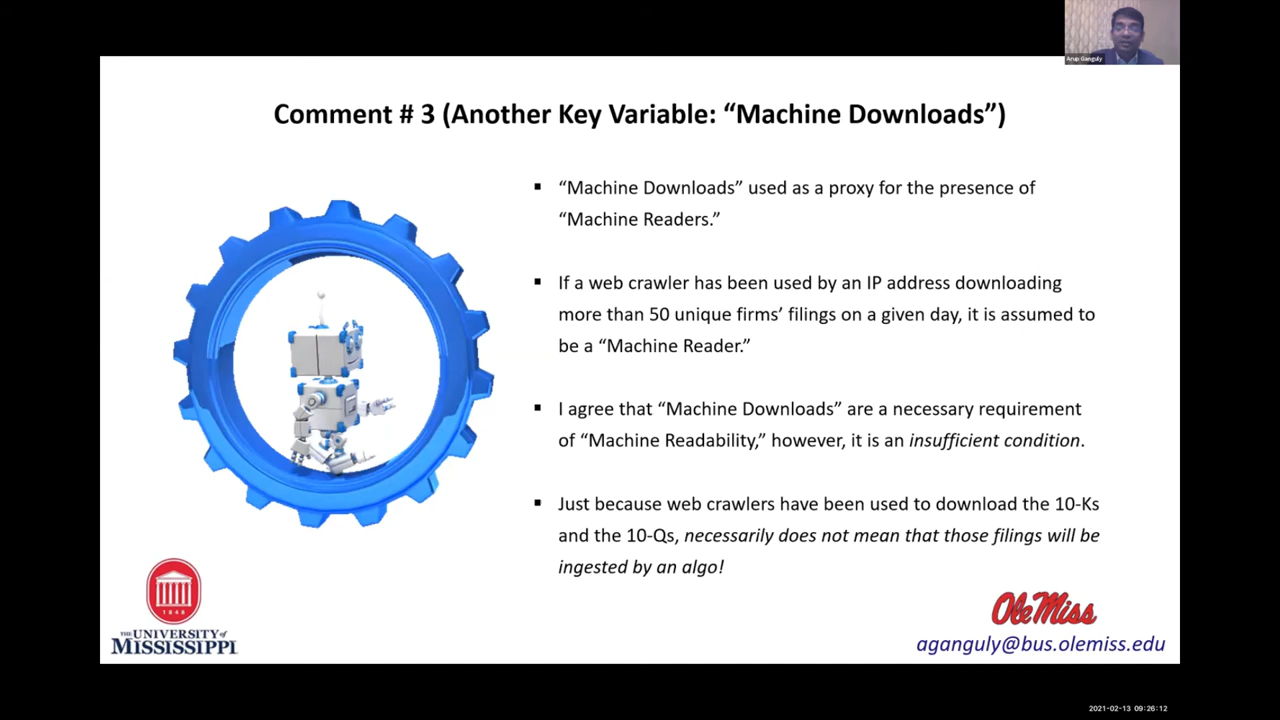 Arup Ganguly
Comment # 3 (Another Key Variable: “Machine Downloads”)
▪ “Machine Downloads” used as a proxy for the presence of
“Machine Readers.”
▪ If a web crawler has been used by an IP address downloading
more than 50 unique firms’ filings on a given day, it is assumed to
be a “Machine Reader.”
▪ I agree that “Machine Downloads” are a necessary requirement
of “Machine Readability,” however, it is an insufficient condition.
▪ Just because web crawlers have been used to download the 10-Ks
and the 10-Qs, necessarily does not mean that those filings will be
ingested by an algo!
1848
THE UNIVERSITY of
MISSISSIPPI
Ole Miss
aganguly@bus.olemiss.edu
2021-02-13 09:26:12